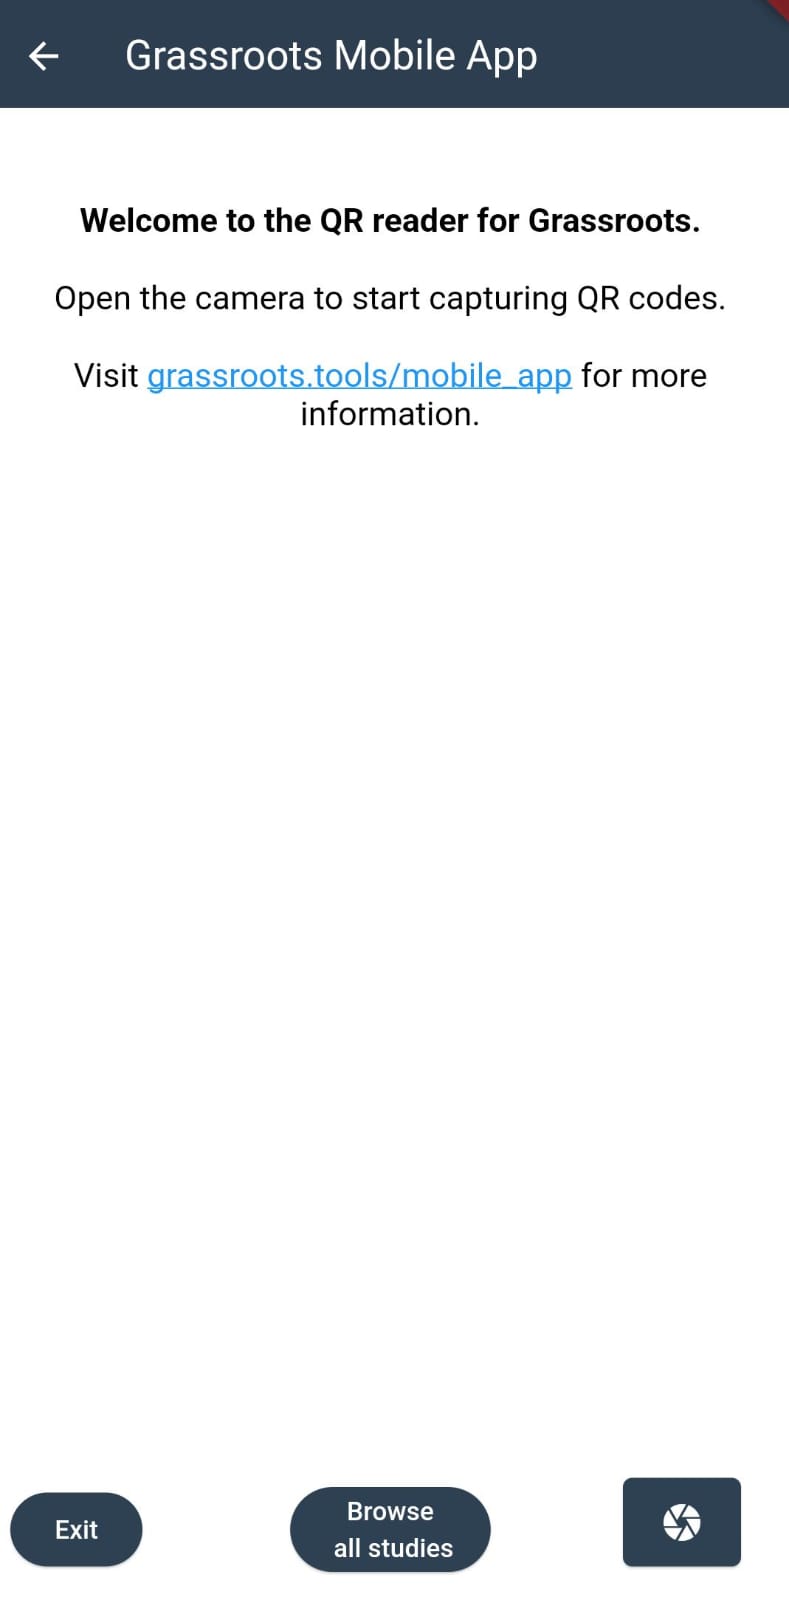 Grassroots Mobile App
Welcome to the QR reader for Grassroots.
Open the camera to start capturing QR codes.
Visit grassroots.tools/mobile_app for more
information.
Exit
Browse
all studies